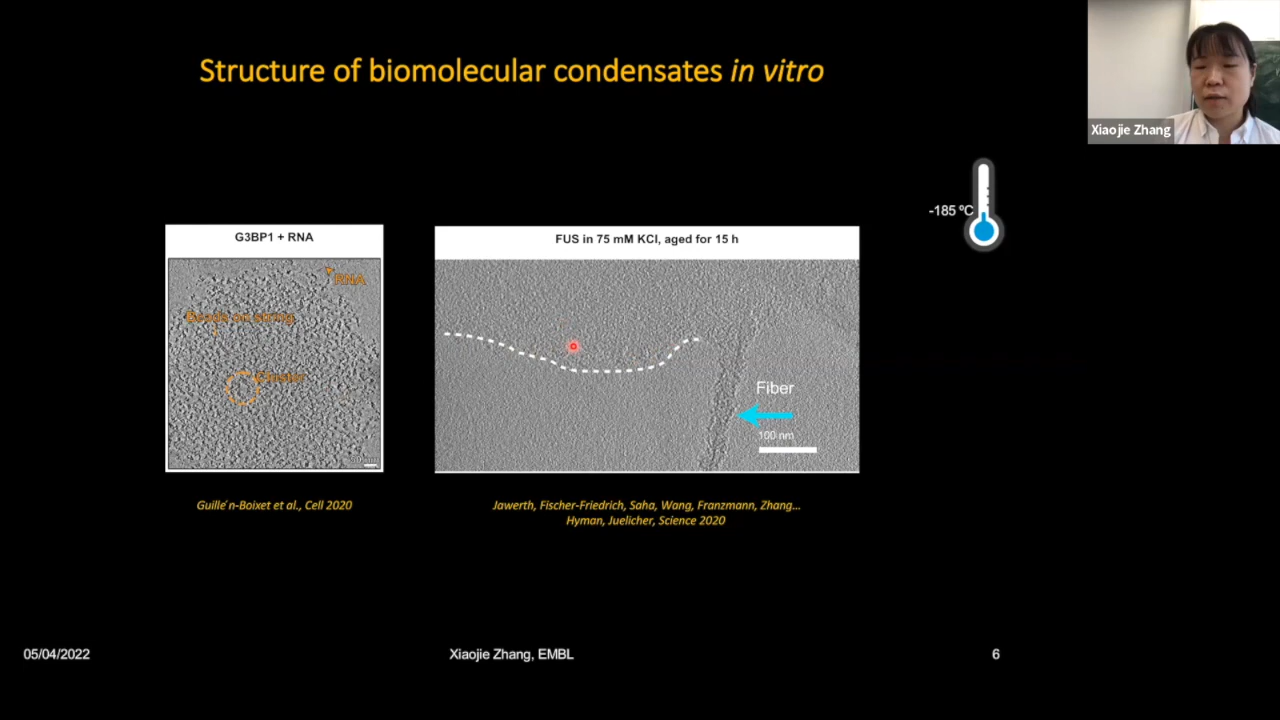 Structure of biomolecular condensates in vitro
Xiaojie Zhang
-185 ºC
G3BP1 + RNA
RNA
Beads on string
Cluster
Guille´n-Boixet et al., Cell 2020
FUS in 75 mM KCl, aged for 15 h
Fiber
100 nm
Jawerth, Fischer-Friedrich, Saha, Wang, Franzmann, Zhang…
Hyman, Juelicher, Science 2020
05/04/2022
Xiaojie Zhang, EMBL
6